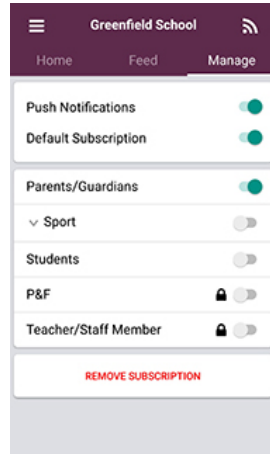 Greenfield School
Home Feed Manage
Push Notifications
Default Subscription
Parents/Guardians
Sport
Students
P&F
Teacher/Staff Member
REMOVE SUBSCRIPTION